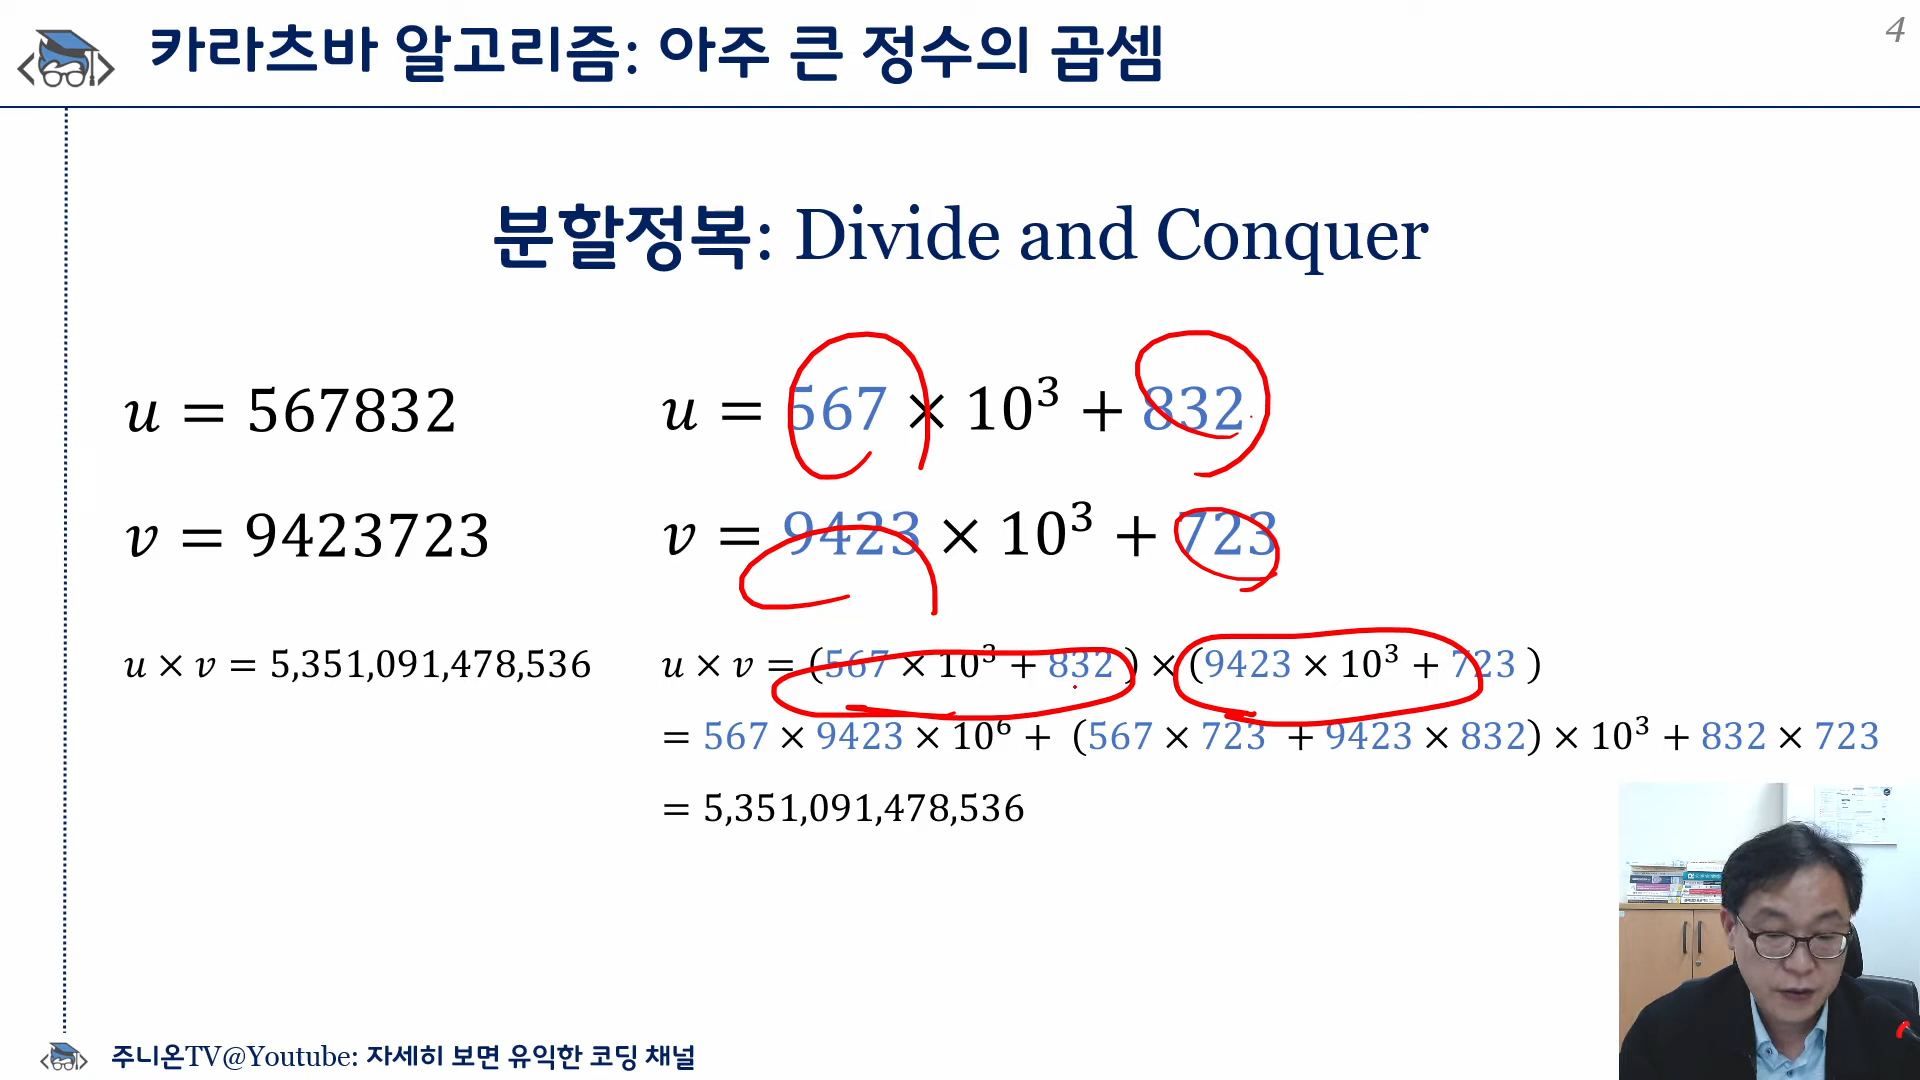 카라츠바 알고리즘: 아주 큰 정수의 곱셈
4
분할정복: Divide and Conquer
u = 567832
u = 567 × 10³ + 832
v = 9423723
v = 9423 × 10³ + 723
u × v = 5,351,091,478,536
u × v = (567 × 10³ + 832 ) × (9423 × 10³ + 723 )
= 567 × 9423 × 10⁶ + (567 × 723 + 9423 × 832) × 10³ + 832 × 723
= 5,351,091,478,536
주니온TV@Youtube: 자세히 보면 유익한 코딩 채널